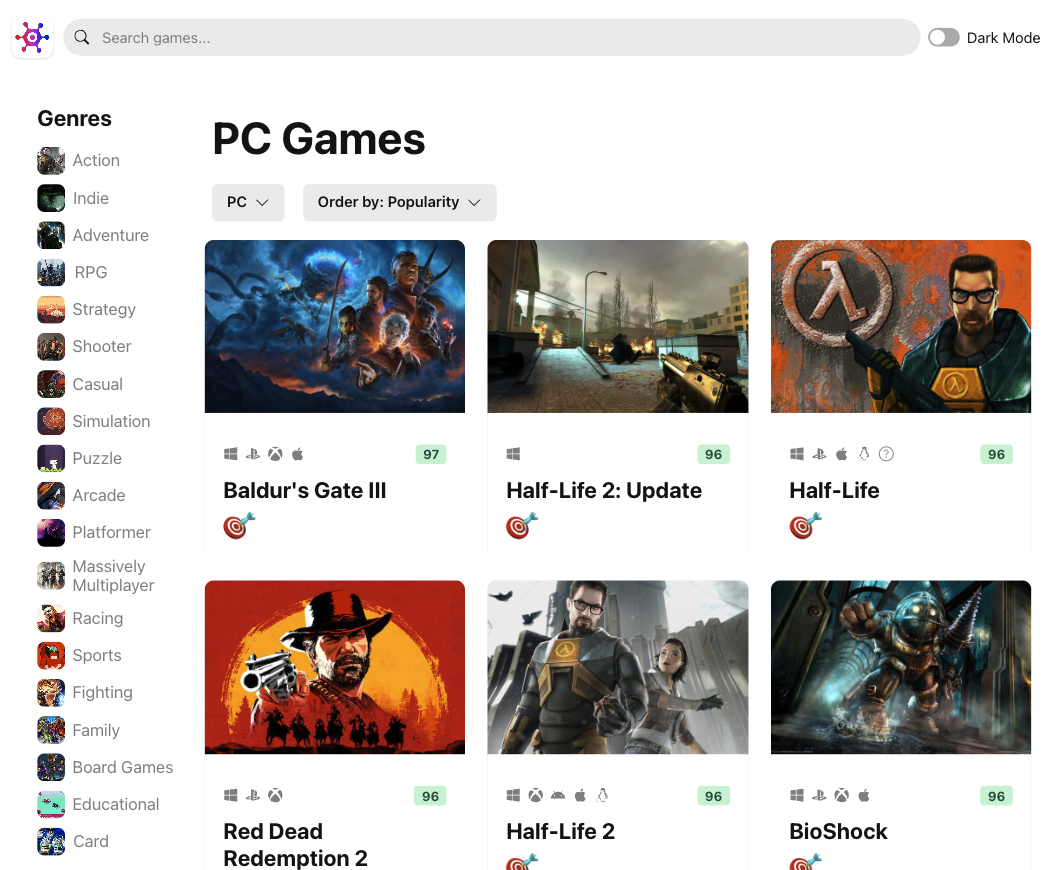 Search games...
Dark Mode
Genres
Action
Indie
Adventure
RPG
Strategy
Shooter
Casual
Simulation
Puzzle
Arcade
Platformer
Massively
Multiplayer
Racing
Sports
Fighting
Family
Board Games
Educational
Card
PC Games
PC
Order by: Popularity
97
Baldur's Gate III
96
Half-Life 2: Update
96
Half-Life
96
Red Dead
Redemption 2
96
Half-Life 2
96
BioShock